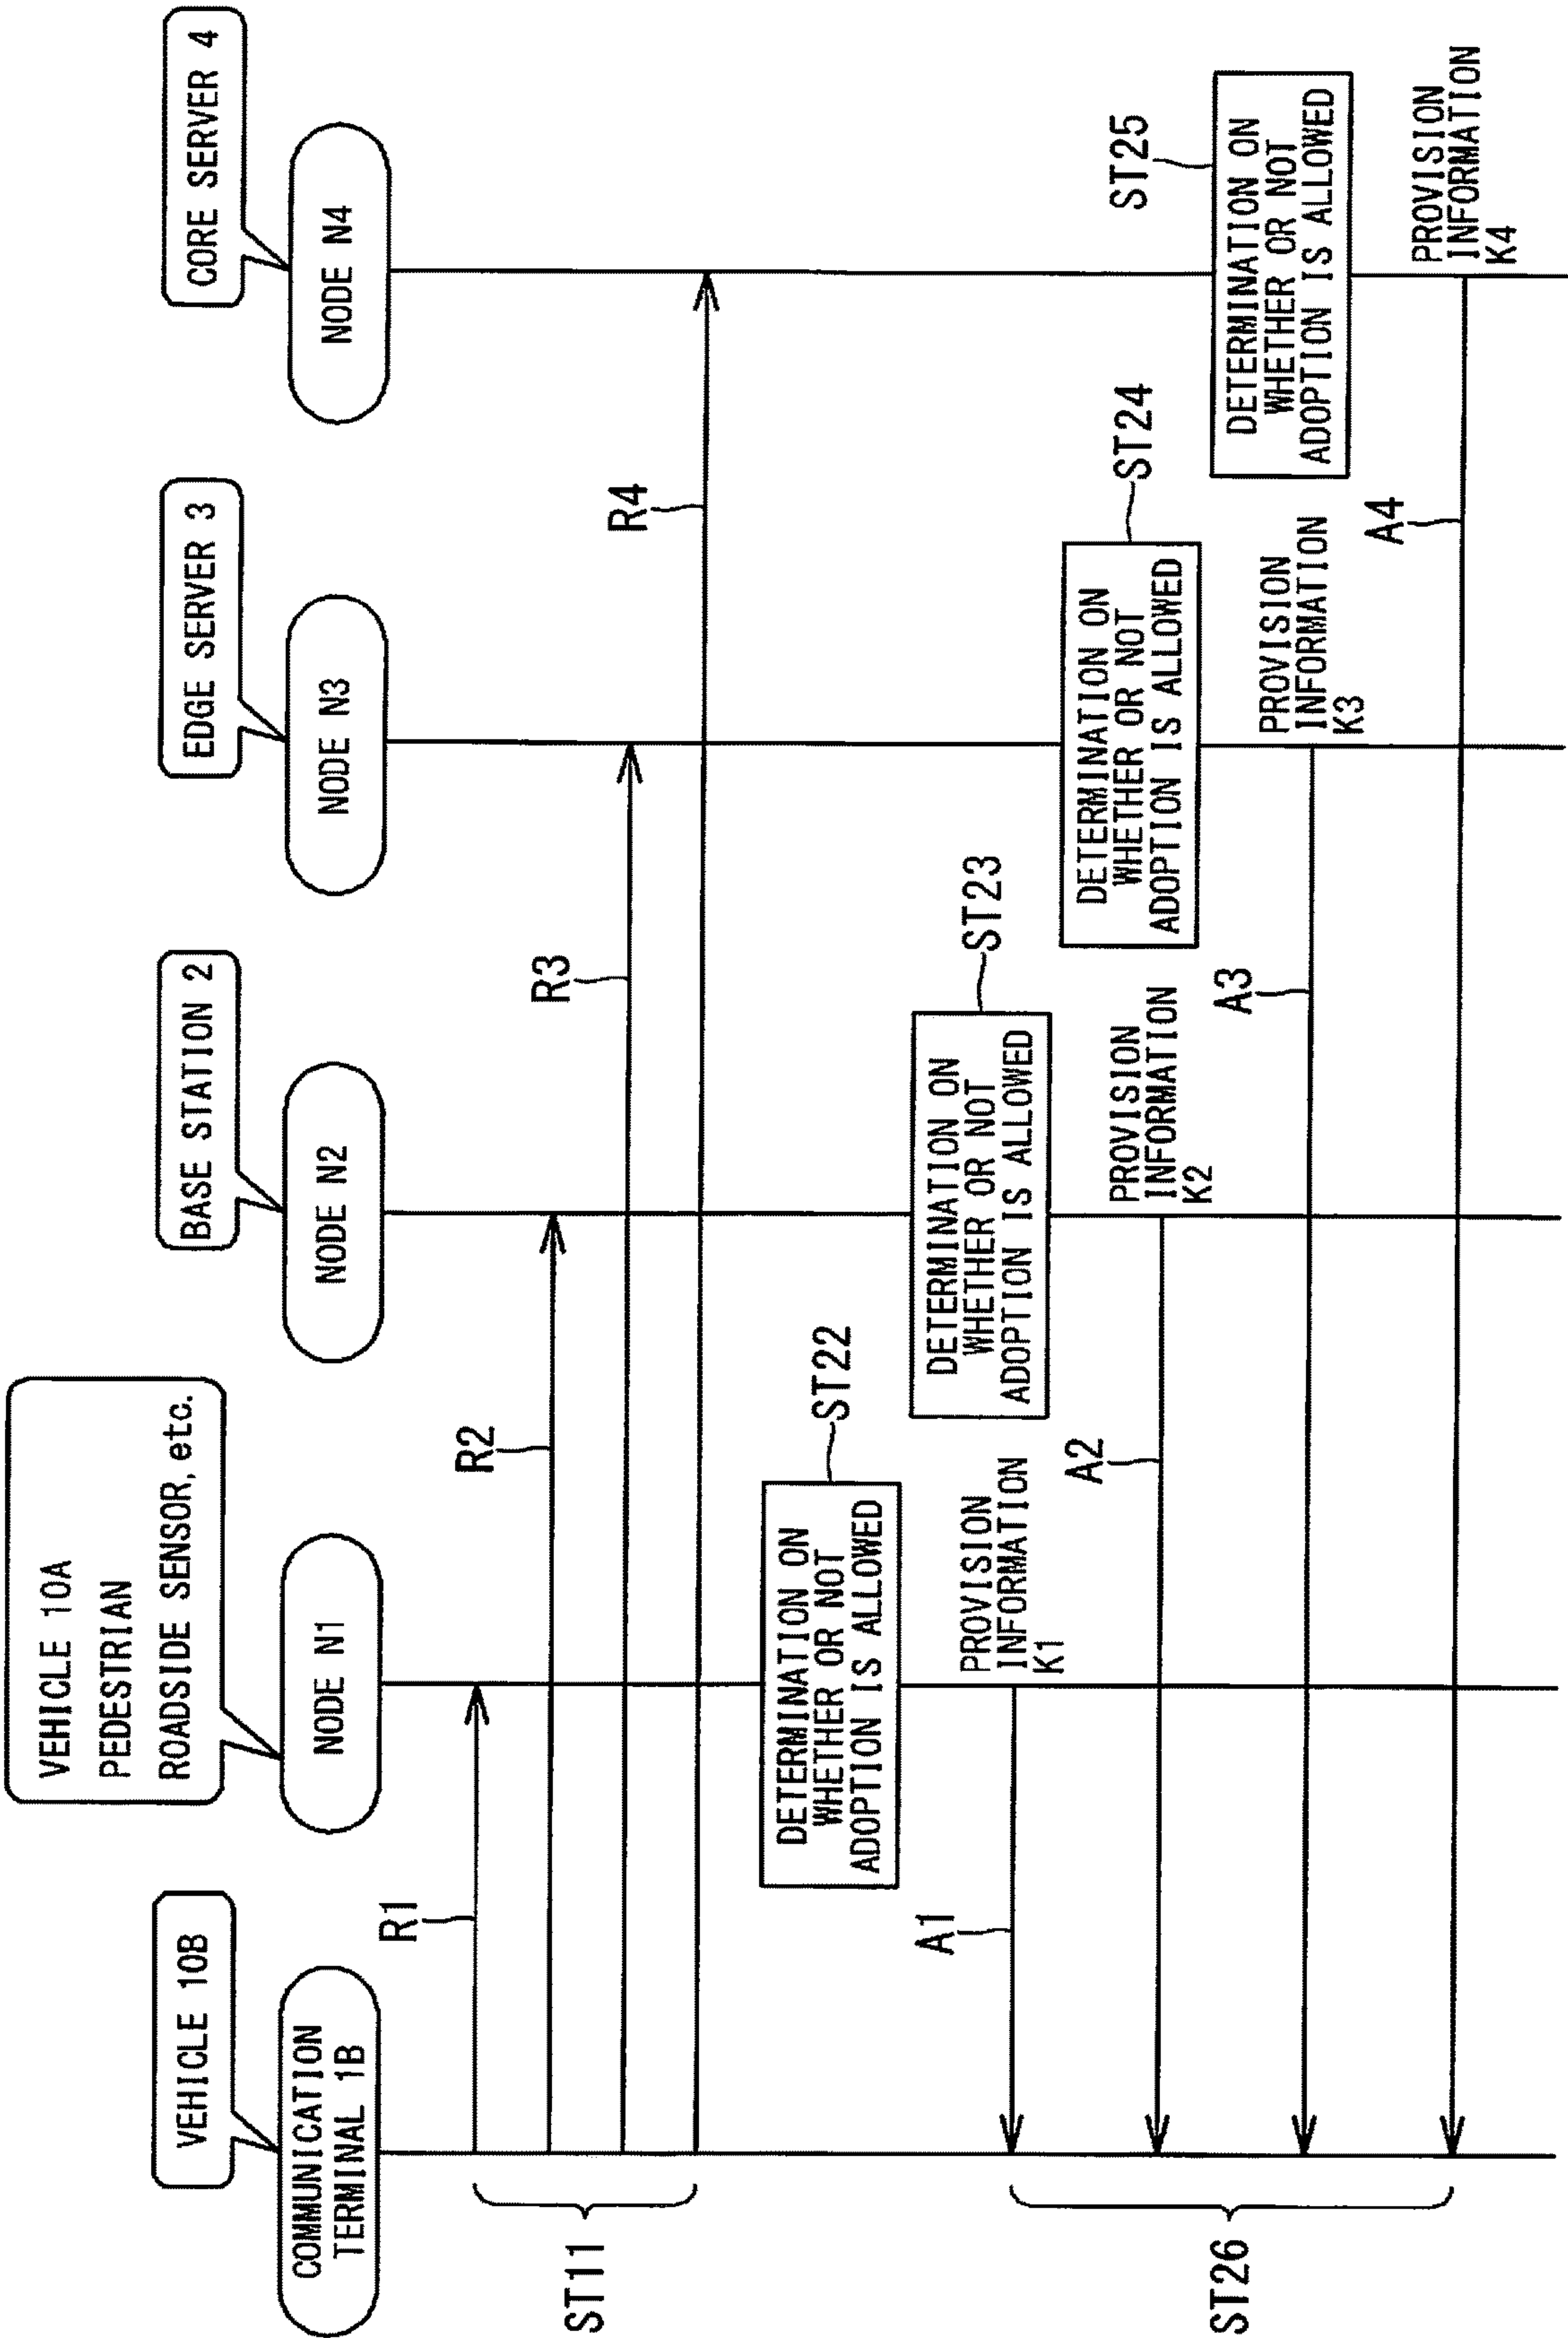 VEHICLE 10B
COMMUNICATION
TERMINAL 1B
VEHICLE 10A
PEDESTRIAN
ROADSIDE SENSOR, etc.
NODE N1
BASE STATION 2
NODE N2
EDGE SERVER 3
NODE N3
CORE SERVER 4
NODE N4
ST11
R1
R2
R3
R4
DETERMINATION ON
WHETHER OR NOT
ADOPTION IS ALLOWED
ST22
DETERMINATION ON
WHETHER OR NOT
ADOPTION IS ALLOWED
ST23
DETERMINATION ON
WHETHER OR NOT
ADOPTION IS ALLOWED
ST24
DETERMINATION ON
WHETHER OR NOT
ADOPTION IS ALLOWED
ST25
ST26
A1
PROVISION
INFORMATION
K1
A2
PROVISION
INFORMATION
K2
A3
PROVISION
INFORMATION
K3
A4
PROVISION
INFORMATION
K4